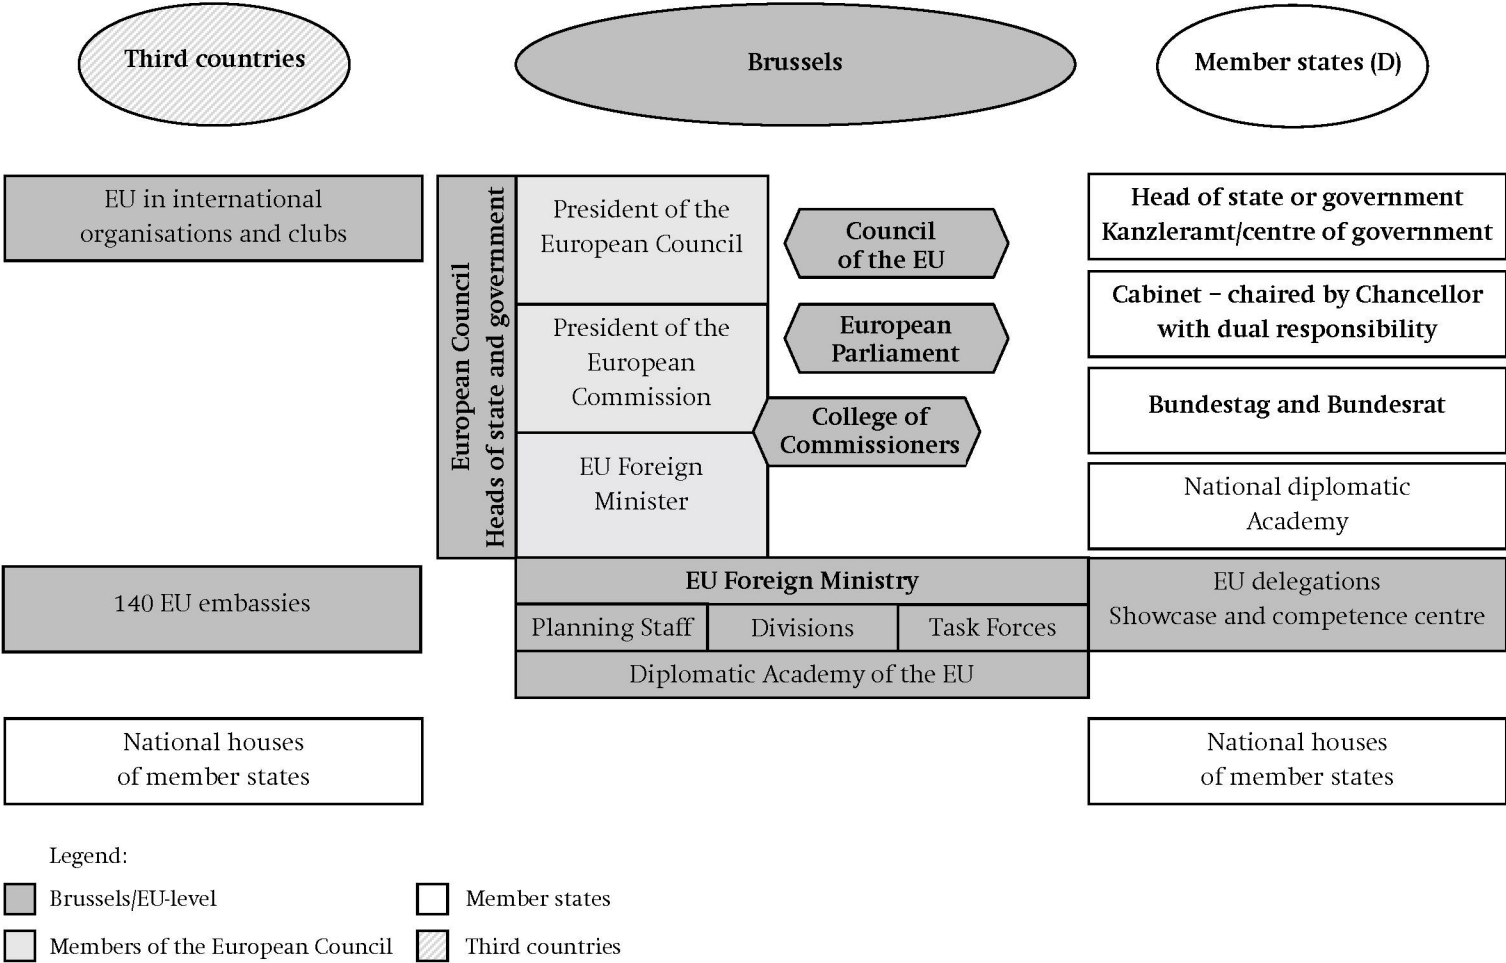 Third countries
Brussels
Member states (D)
EU in international
organisations and clubs
140 EU embassies
National houses
of member states
European Council
Heads of state and government
President of the
European Council
President of the
European
Commission
EU Foreign
Minister
Council
of the EU
European
Parliament
College of
Commissioners
EU Foreign Ministry
Planning Staff
Divisions
Task Forces
Diplomatic Academy of the EU
Head of state or government
Kanzleramt/centre of government
Cabinet – chaired by Chancellor
with dual responsibility
Bundestag and Bundesrat
National diplomatic
Academy
EU delegations
Showcase and competence centre
National houses
of member states
Legend:
Brussels/EU-level
Member states
Members of the European Council
Third countries